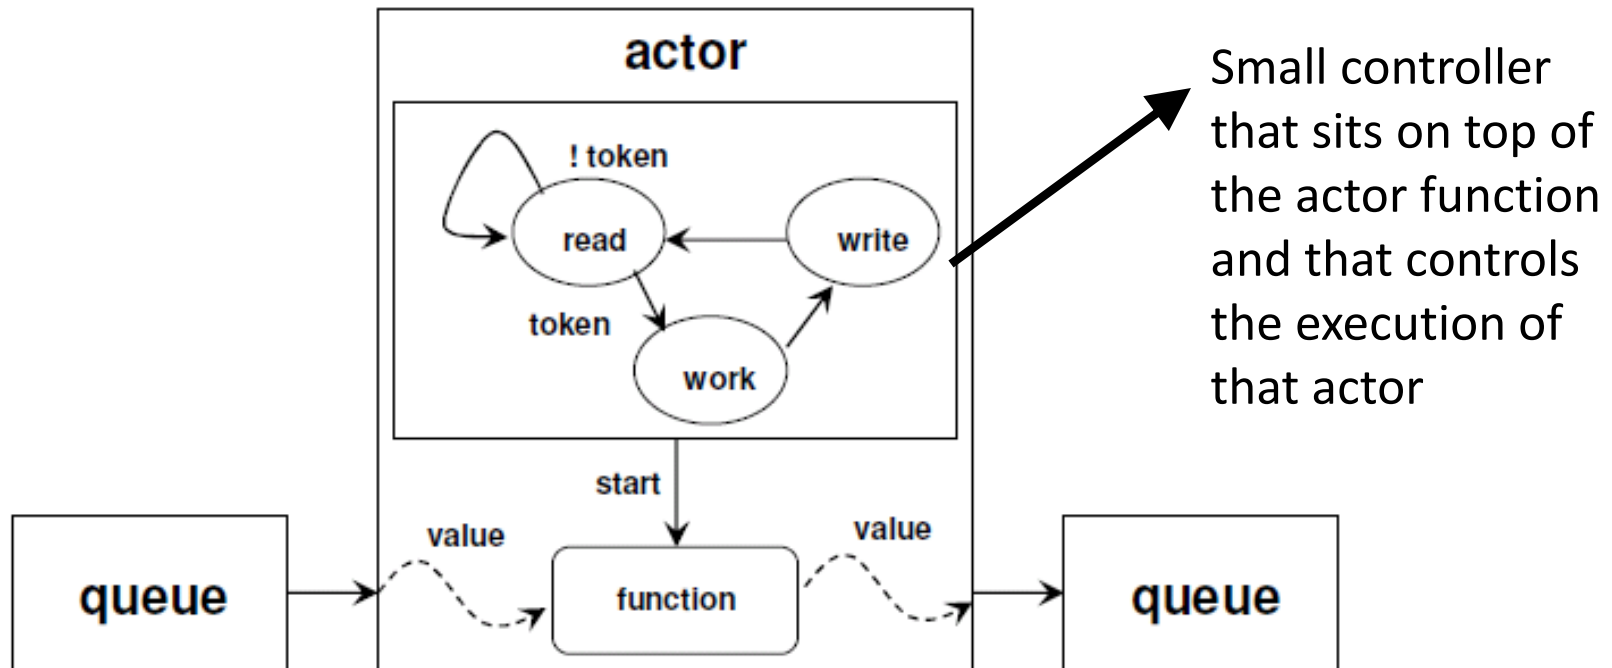 actor
Small controller
that sits on top of
the actor function
and that controls
the execution of
that actor
! token
read
write
token
work
start
value
value
queue
function
queue